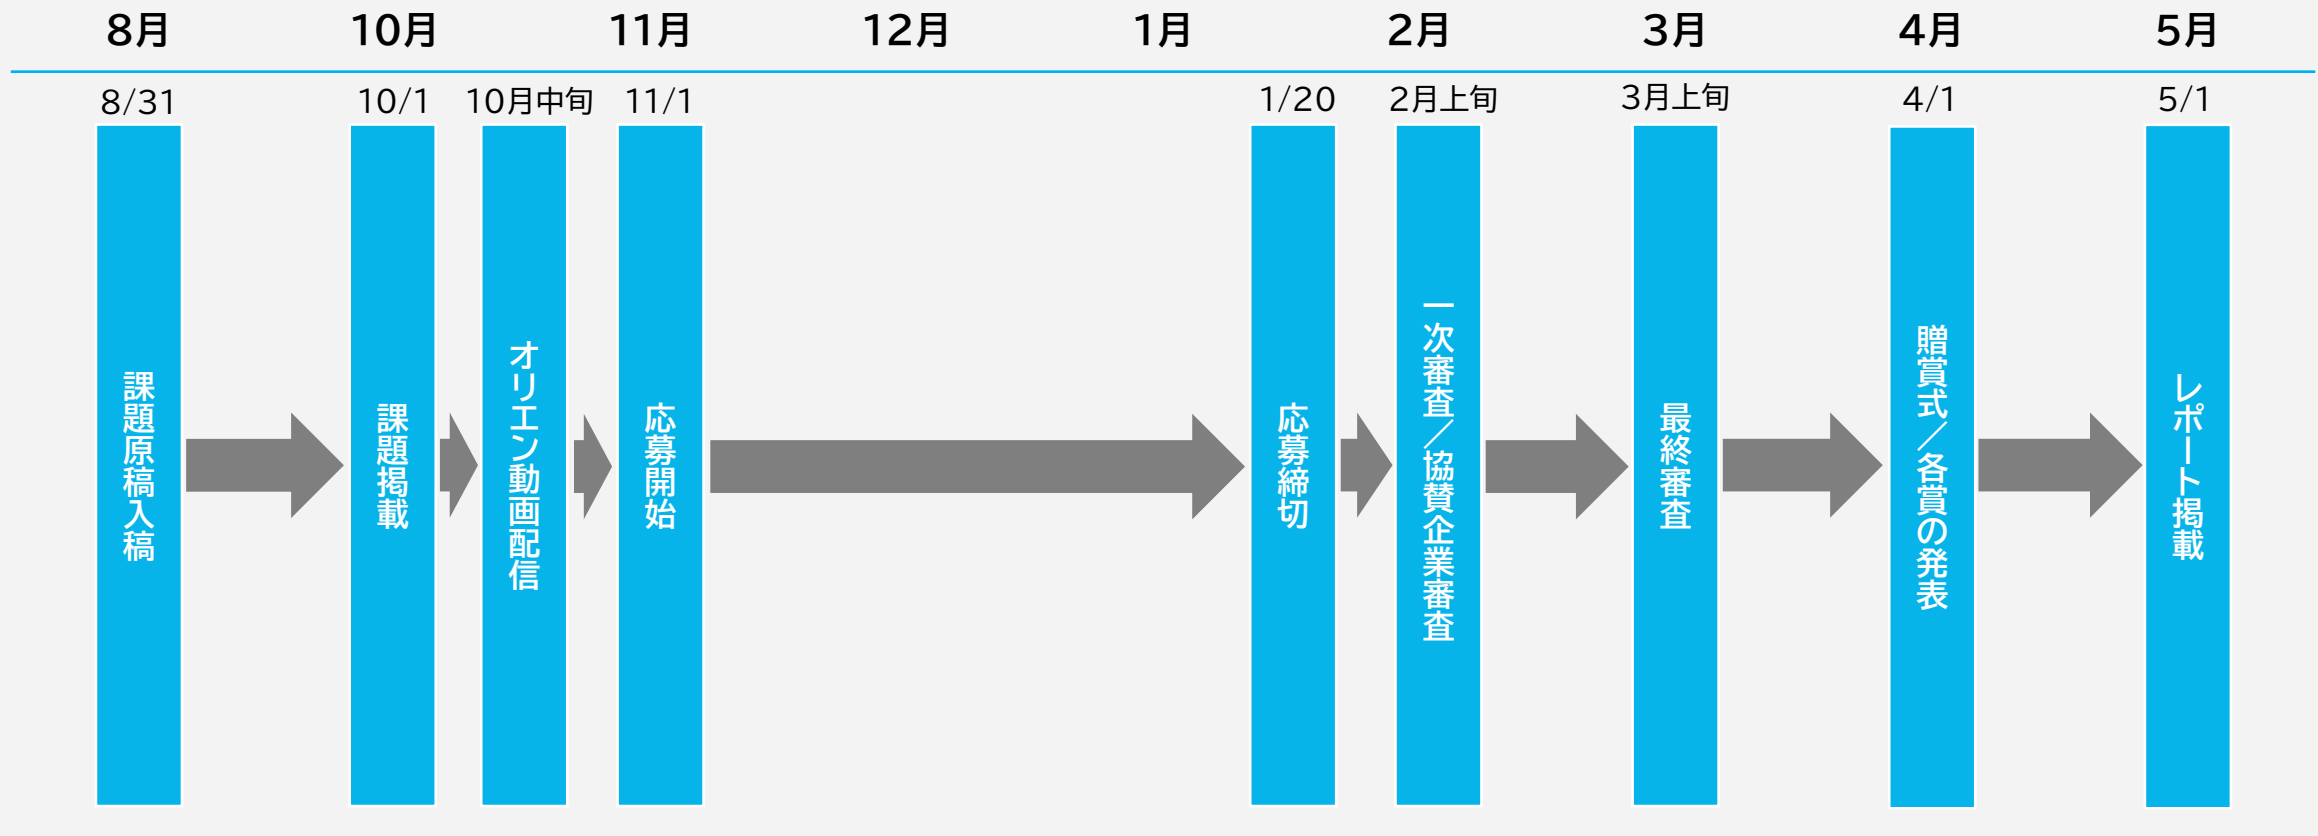 8月
10月
11月
12月
1月
2月
3月
4月
5月
8/31
10/1
10月中旬
11/1
1/20
2月上旬
3月上旬
4/1
5/1
課題原稿入稿
課題掲載
オリエン動画配信
応募開始
応募締切
一次審査／協賛企業審査
最終審査
贈賞式／各賞の発表
レポート掲載